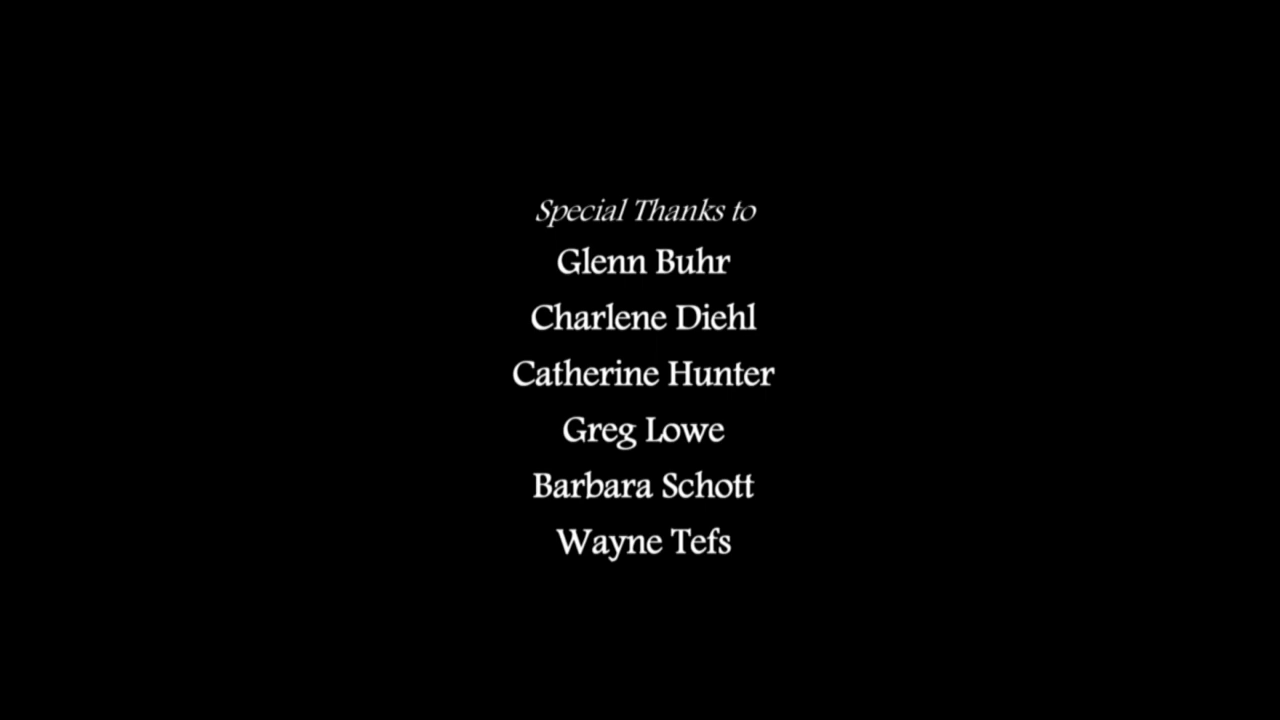 Special Thanks to
Glenn Buhr
Charlene Diehl
Catherine Hunter
Greg Lowe
Barbara Schott
Wayne Tefs